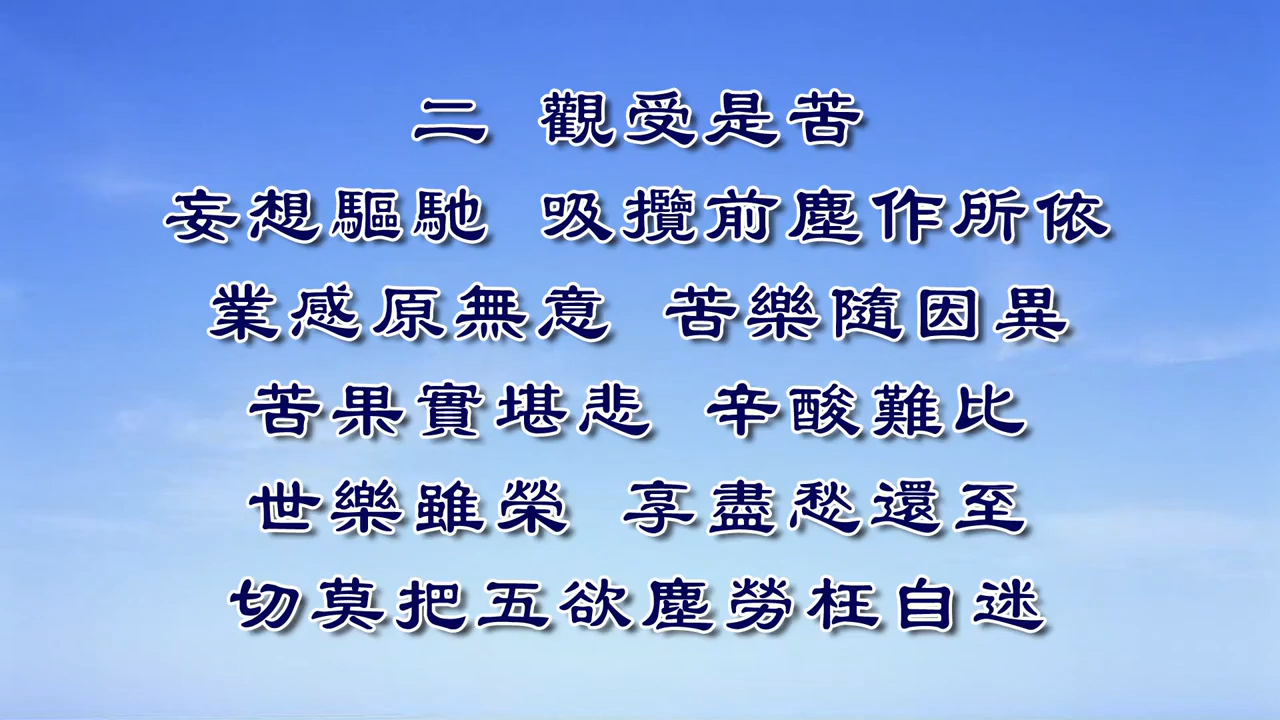 二 觀受是苦
妄想驅馳 吸攬前塵作所依
業感原無意 苦樂隨因異
苦果實堪悲 辛酸難比
世樂雖榮 享盡愁還至
切莫把五欲塵勞枉自迷